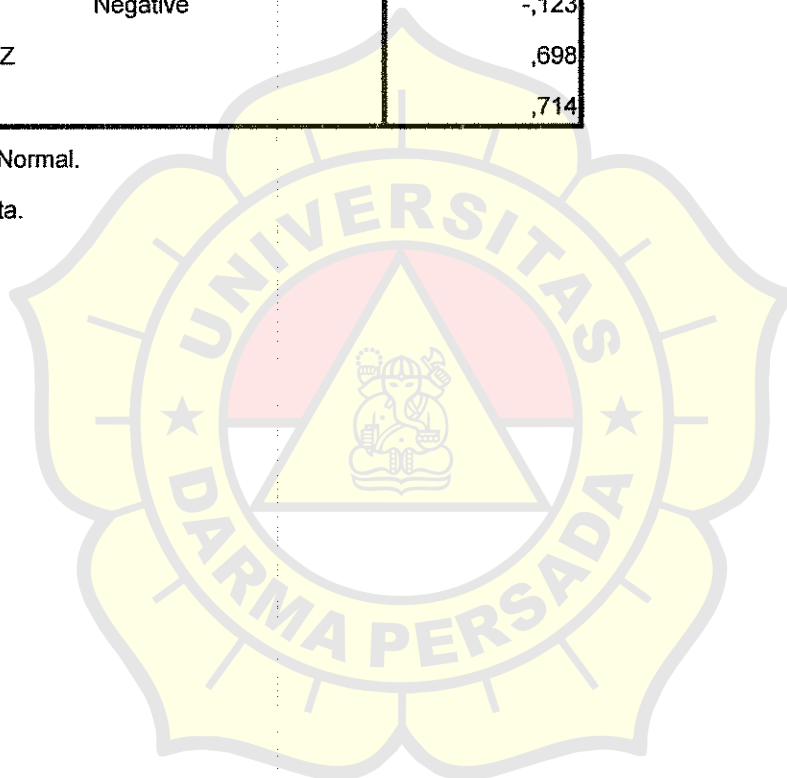 Negative -,123
Z ,698
,714
Normal.
ta.
UNIVERSITAS
DARMA PERSADA